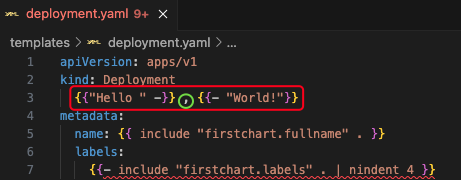 deployment.yaml 9+ ×
templates > deployment.yaml > ...
1 apiVersion: apps/v1
2 kind: Deployment
3 {{"Hello " -}} , {{- "World!"}}
4 metadata:
5 name: {{ include "firstchart.fullname" . }}
6 labels:
7 {{- include "firstchart.labels" . | nindent 4 }}